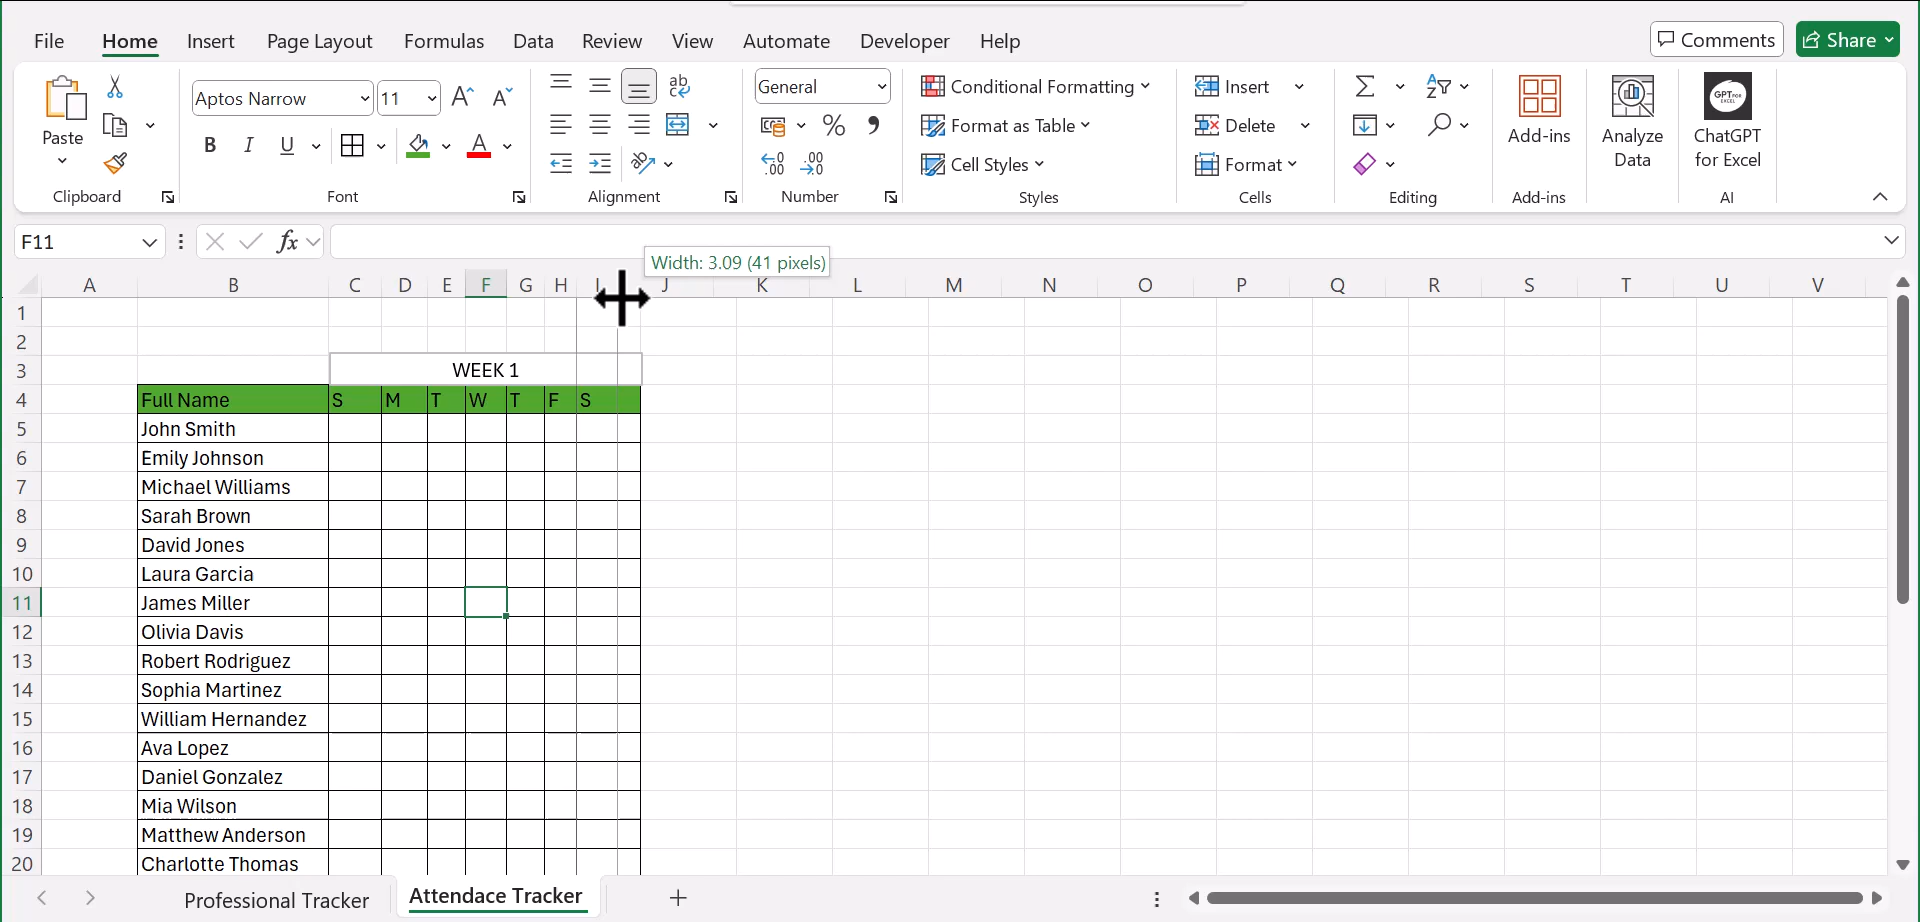 File Home Insert Page Layout Formulas Data Review View Automate Developer Help Comments Share
Paste
Clipboard
Aptos Narrow 11
B I U A
Font
ab
Alignment
General
% ,
Number
Conditional Formatting
Format as Table
Cell Styles
Styles
Insert
Delete
Format
Cells
Editing
Add-ins
Add-ins
Analyze
Data
GPT FOR
EXCEL
ChatGPT
for Excel
AI
F11 fx
Width: 3.09 (41 pixels)
A B C D E F G H I J K L M N O P Q R S T U V
1
2
3 WEEK 1
4 Full Name S M T W T F S
5 John Smith
6 Emily Johnson
7 Michael Williams
8 Sarah Brown
9 David Jones
10 Laura Garcia
11 James Miller
12 Olivia Davis
13 Robert Rodriguez
14 Sophia Martinez
15 William Hernandez
16 Ava Lopez
17 Daniel Gonzalez
18 Mia Wilson
19 Matthew Anderson
20 Charlotte Thomas
Professional Tracker Attendace Tracker